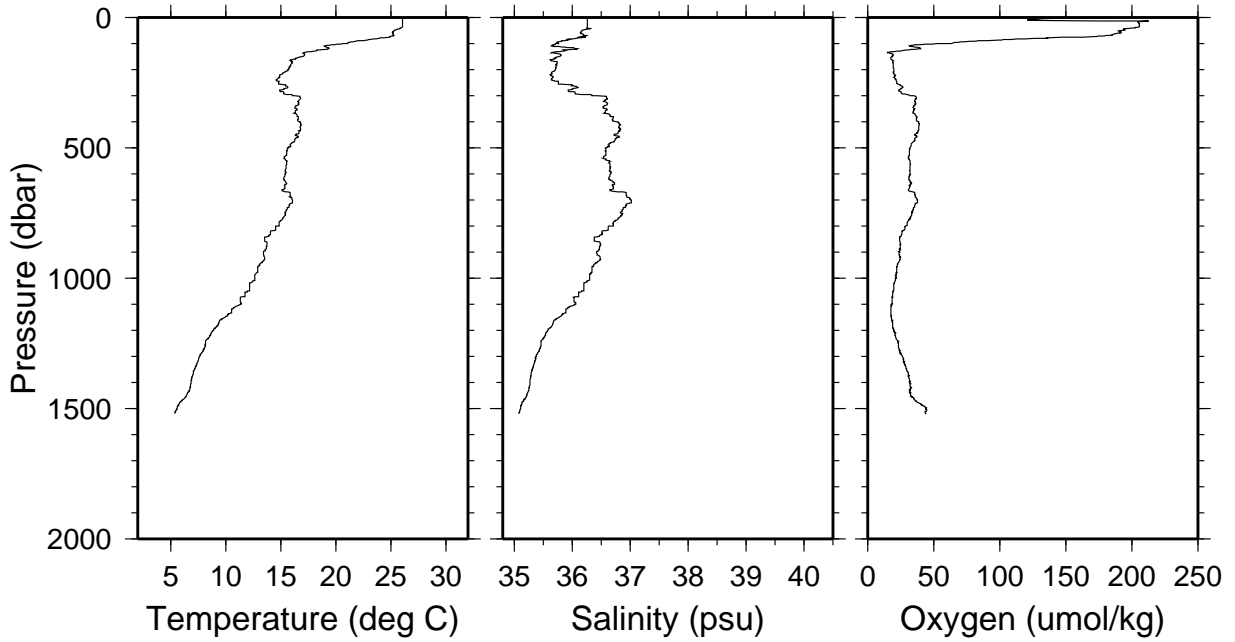 0
500
1000
1500
2000
Pressure (dbar)
5 10 15 20 25 30
Temperature (deg C)
35 36 37 38 39 40
Salinity (psu)
0 50 100 150 200 250
Oxygen (umol/kg)